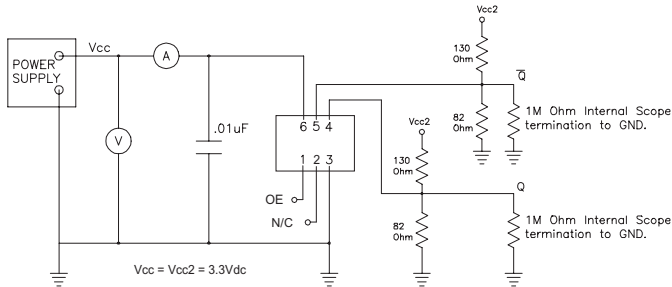 Vcc2
130
Ohm
Vcc
A
POWER
SUPPLY
Q
82
Ohm
1M Ohm Internal Scope
termination to GND.
.01uF
Vcc2
6 5 4
V
130
Ohm
1 2 3
OE
Q
N/C
82
Ohm
1M Ohm Internal Scope
termination to GND.
Vcc = Vcc2 = 3.3Vdc